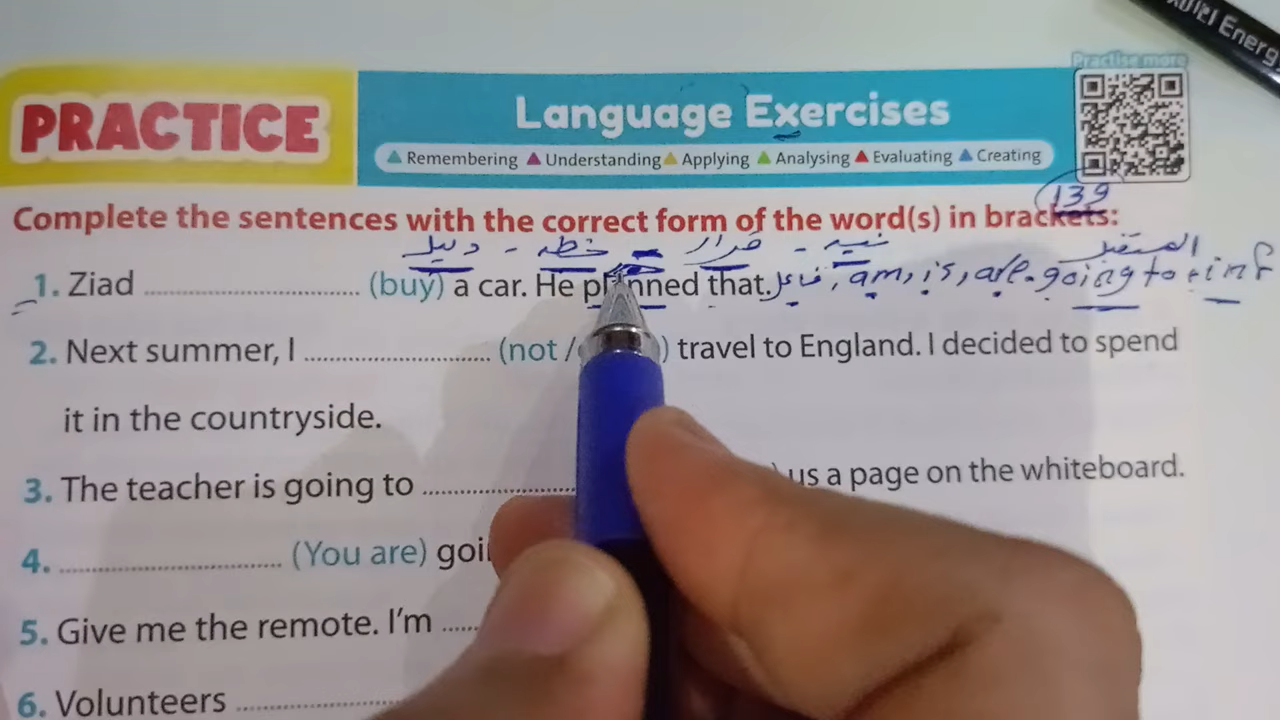 Energ
Practise more
PRACTICE
Language Exercises
Remembering Understanding Applying Analysing Evaluating Creating
139
Complete the sentences with the correct form of the word(s) in brackets:
دليل - خطه - قرار - نيه المستقبل
1. Ziad ........................ (buy) a car. He planned that. فاعل, am, is, are. going to + inf
2. Next summer, I ........................ (not / ) travel to England. I decided to spend
it in the countryside.
3. The teacher is going to ........................ us a page on the whiteboard.
4. ........................ (You are) goi
5. Give me the remote. I'm ......
6. Volunteers ........................